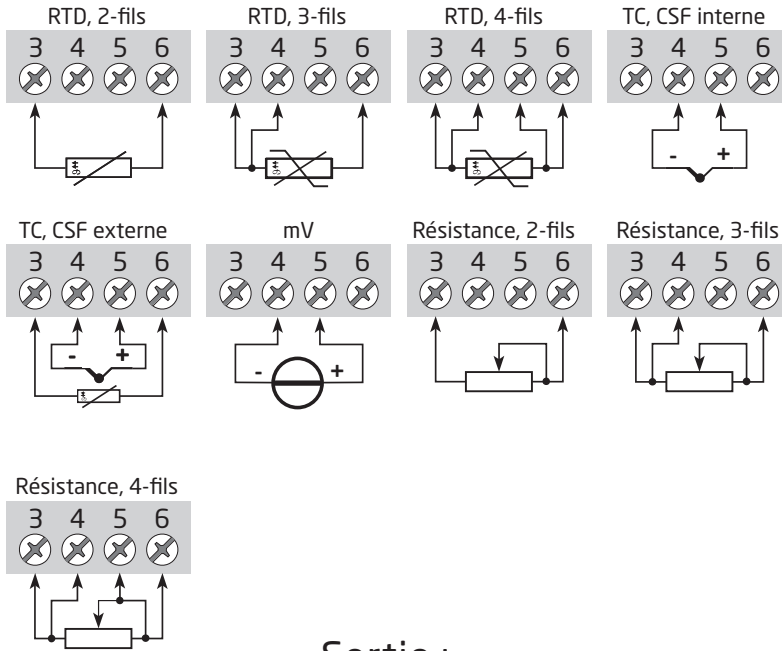 RTD, 2-fils RTD, 3-fils RTD, 4-fils TC, CSF interne
3 4 5 6 3 4 5 6 3 4 5 6 3 4 5 6
- +
TC, CSF externe mV Résistance, 2-fils Résistance, 3-fils
3 4 5 6 3 4 5 6 3 4 5 6 3 4 5 6
- + - +
Résistance, 4-fils
3 4 5 6